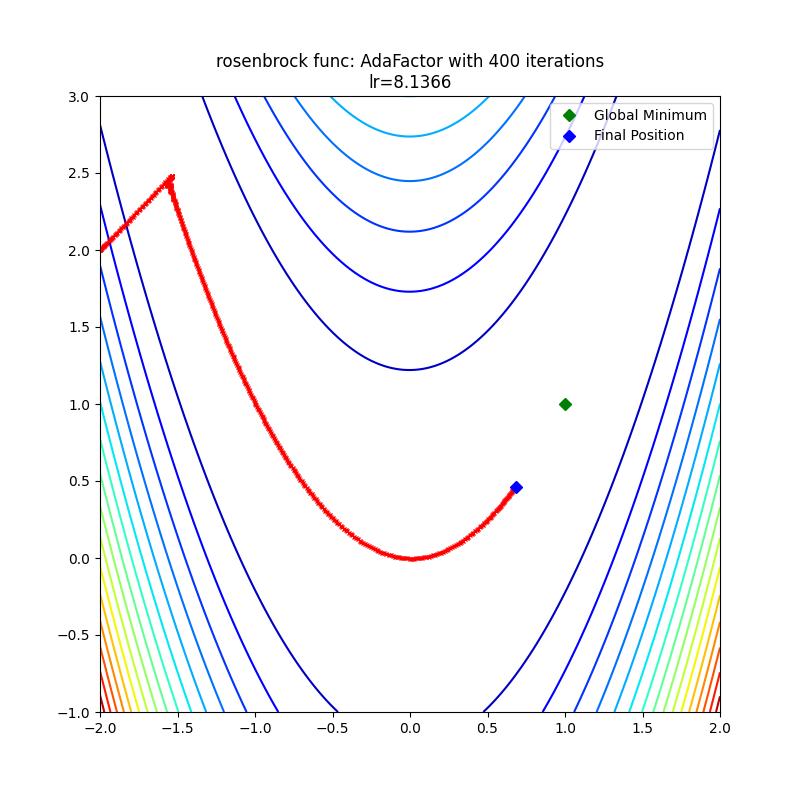 rosenbrock func: AdaFactor with 400 iterations
lr=8.1366
Global Minimum
Final Position
3.0
2.5
2.0
1.5
1.0
0.5
0.0
−0.5
−1.0
−2.0 −1.5 −1.0 −0.5 0.0 0.5 1.0 1.5 2.0